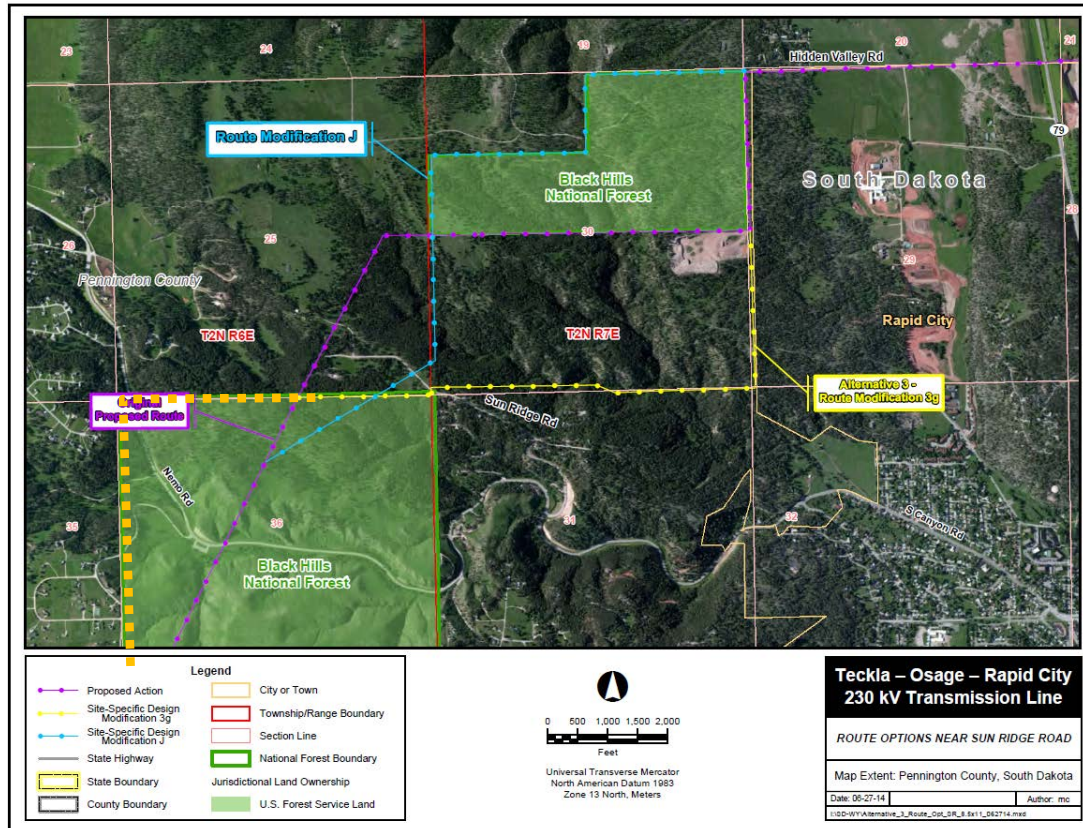 23
24
19
20
21
Hidden Valley Rd
Route Modification J
79
South Dakota
Black Hills
National Forest
26
25
30
29
28
Pennington County
Rapid City
T2N R6E
T2N R7E
Alternative 3 -
Route Modification 3g
Original
Proposed Route
Sun Ridge Rd
Nemo Rd
35
36
31
32
S Canyon Rd
Black Hills
National Forest
Legend
Proposed Action
Site-Specific Design
Modification 3g
Site-Specific Design
Modification J
State Highway
State Boundary
County Boundary
City or Town
Township/Range Boundary
Section Line
National Forest Boundary
Jurisdictional Land Ownership
U.S. Forest Service Land
0 500 1,000 1,500 2,000
Feet
Universal Transverse Mercator
North American Datum 1983
Zone 13 North, Meters
Teckla – Osage – Rapid City
230 kV Transmission Line
ROUTE OPTIONS NEAR SUN RIDGE ROAD
Map Extent: Pennington County, South Dakota
Date: 06-27-14 Author: mc